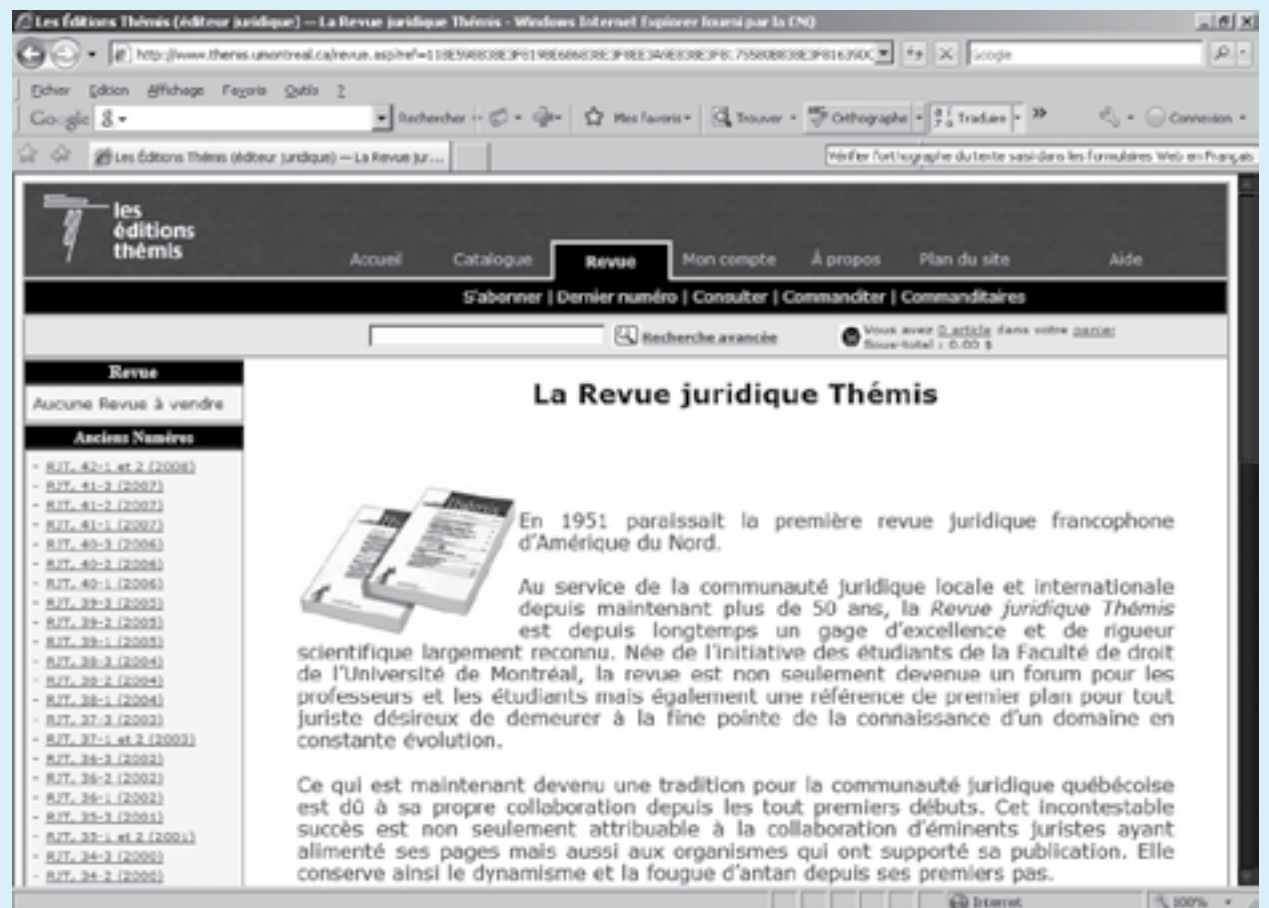 Les Éditions Thémis (éditeur juridique) — La Revue juridique Thémis - Windows Internet Explorer fourni par la CNQ
Fichier Edition Affichage Favoris Outils ?
Google Rechercher Mes favoris Trouver Orthographe Traduire Connexion
Les Éditions Thémis (éditeur juridique) — La Revue jur...
Vérifier l'orthographe du texte saisi dans les formulaires Web en Français
les
éditions
thémis
Accueil Catalogue Revue Mon compte À propos Plan du site Aide
S'abonner | Dernier numéro | Consulter | Commanditer | Commanditaires
Recherche avancée
Vous avez 0 article dans votre panier
Sous-total : 0.00 $
Revue
Aucune Revue à vendre
Anciens Numéros
- RJT, 42-1 et 2 (2008)
- RJT, 41-3 (2007)
- RJT, 41-2 (2007)
- RJT, 41-1 (2007)
- RJT, 40-3 (2006)
- RJT, 40-2 (2006)
- RJT, 40-1 (2006)
- RJT, 39-3 (2005)
- RJT, 39-2 (2005)
- RJT, 39-1 (2005)
- RJT, 38-3 (2004)
- RJT, 38-2 (2004)
- RJT, 38-1 (2004)
- RJT, 37-3 (2003)
- RJT, 37-1 et 2 (2003)
- RJT, 36-3 (2002)
- RJT, 36-2 (2002)
- RJT, 36-1 (2002)
- RJT, 35-3 (2001)
- RJT, 35-1 et 2 (2001)
- RJT, 34-3 (2000)
- RJT, 34-2 (2000)
La Revue juridique Thémis
En 1951 paraissait la première revue juridique francophone
d'Amérique du Nord.
Au service de la communauté juridique locale et internationale
depuis maintenant plus de 50 ans, la Revue juridique Thémis
est depuis longtemps un gage d'excellence et de rigueur
scientifique largement reconnu. Née de l'initiative des étudiants de la Faculté de droit
de l'Université de Montréal, la revue est non seulement devenue un forum pour les
professeurs et les étudiants mais également une référence de premier plan pour tout
juriste désireux de demeurer à la fine pointe de la connaissance d'un domaine en
constante évolution.
Ce qui est maintenant devenu une tradition pour la communauté juridique québécoise
est dû à sa propre collaboration depuis les tout premiers débuts. Cet incontestable
succès est non seulement attribuable à la collaboration d'éminents juristes ayant
alimenté ses pages mais aussi aux organismes qui ont supporté sa publication. Elle
conserve ainsi le dynamisme et la fougue d'antan depuis ses premiers pas.
Internet 100%